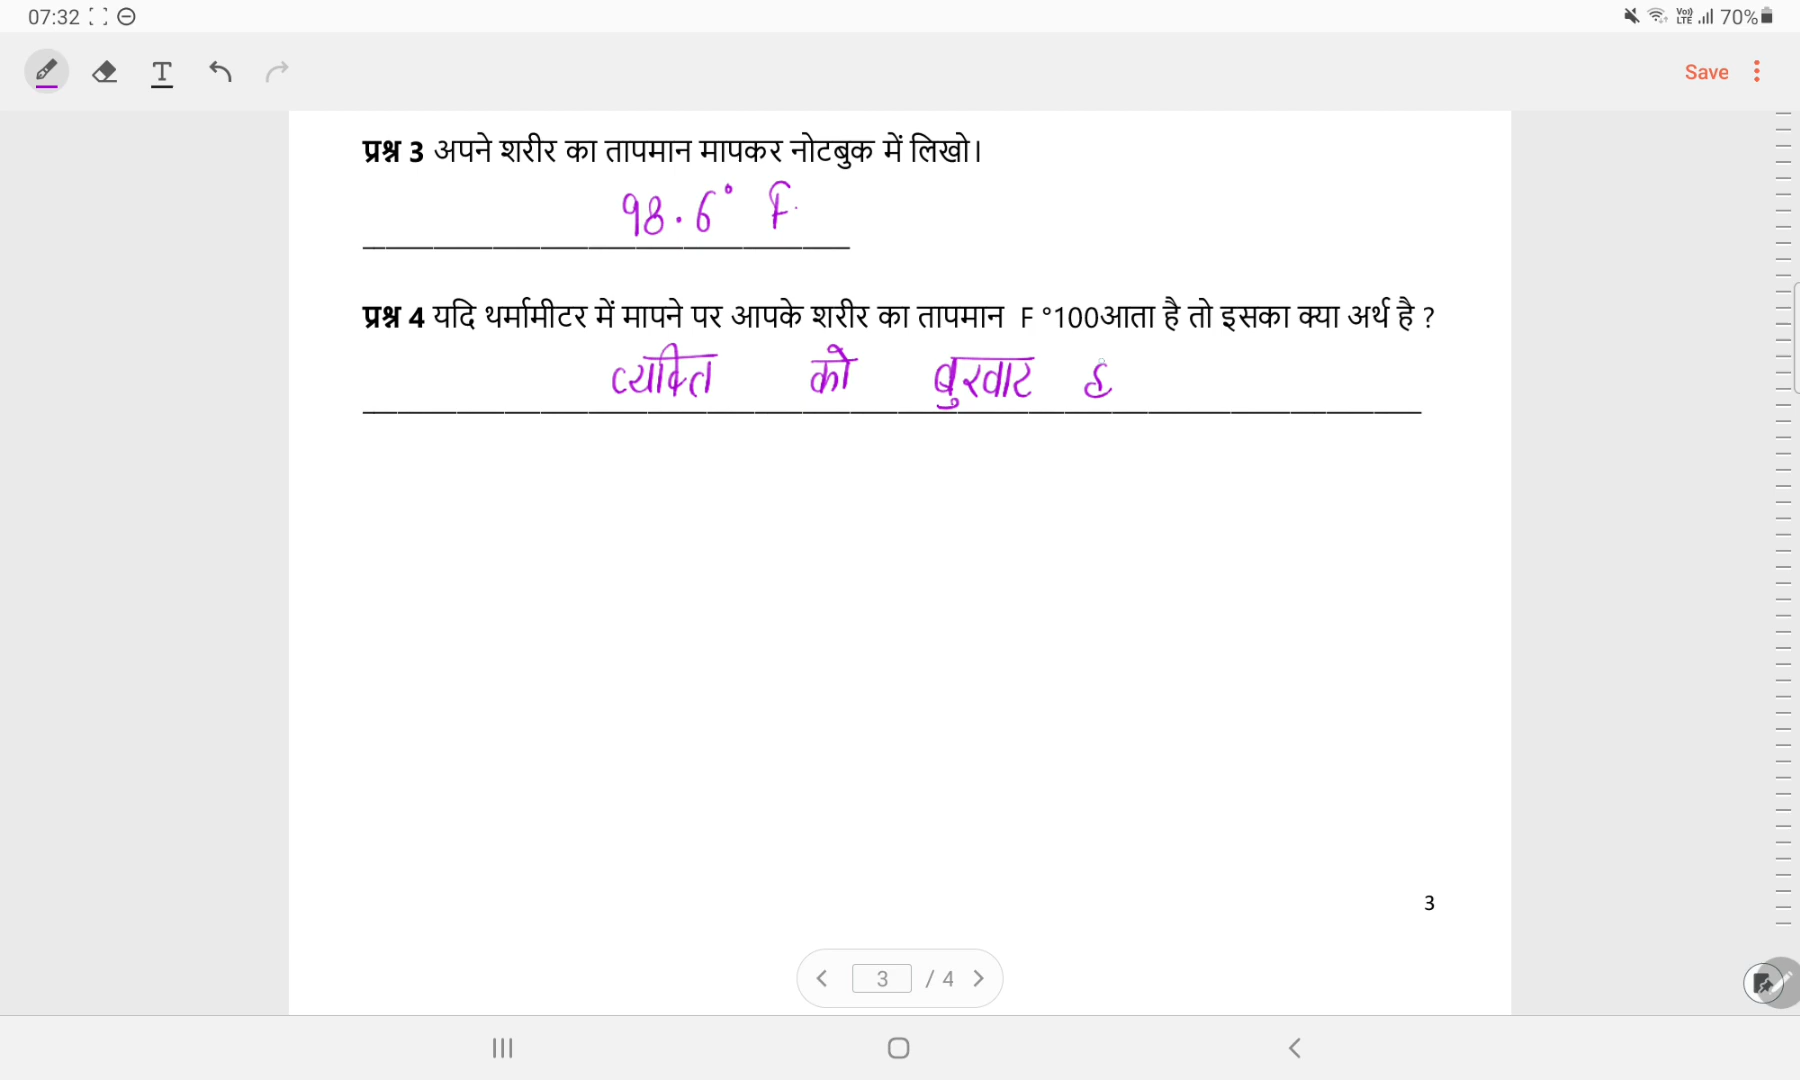 07:32
70%
Save
प्रश्न 3 अपने शरीर का तापमान मापकर नोटबुक में लिखो।
98.6° F.
प्रश्न 4 यदि थर्मामीटर में मापने पर आपके शरीर का तापमान F °100आता है तो इसका क्या अर्थ है ?
व्यक्ति को बुखार ह
3
3 / 4